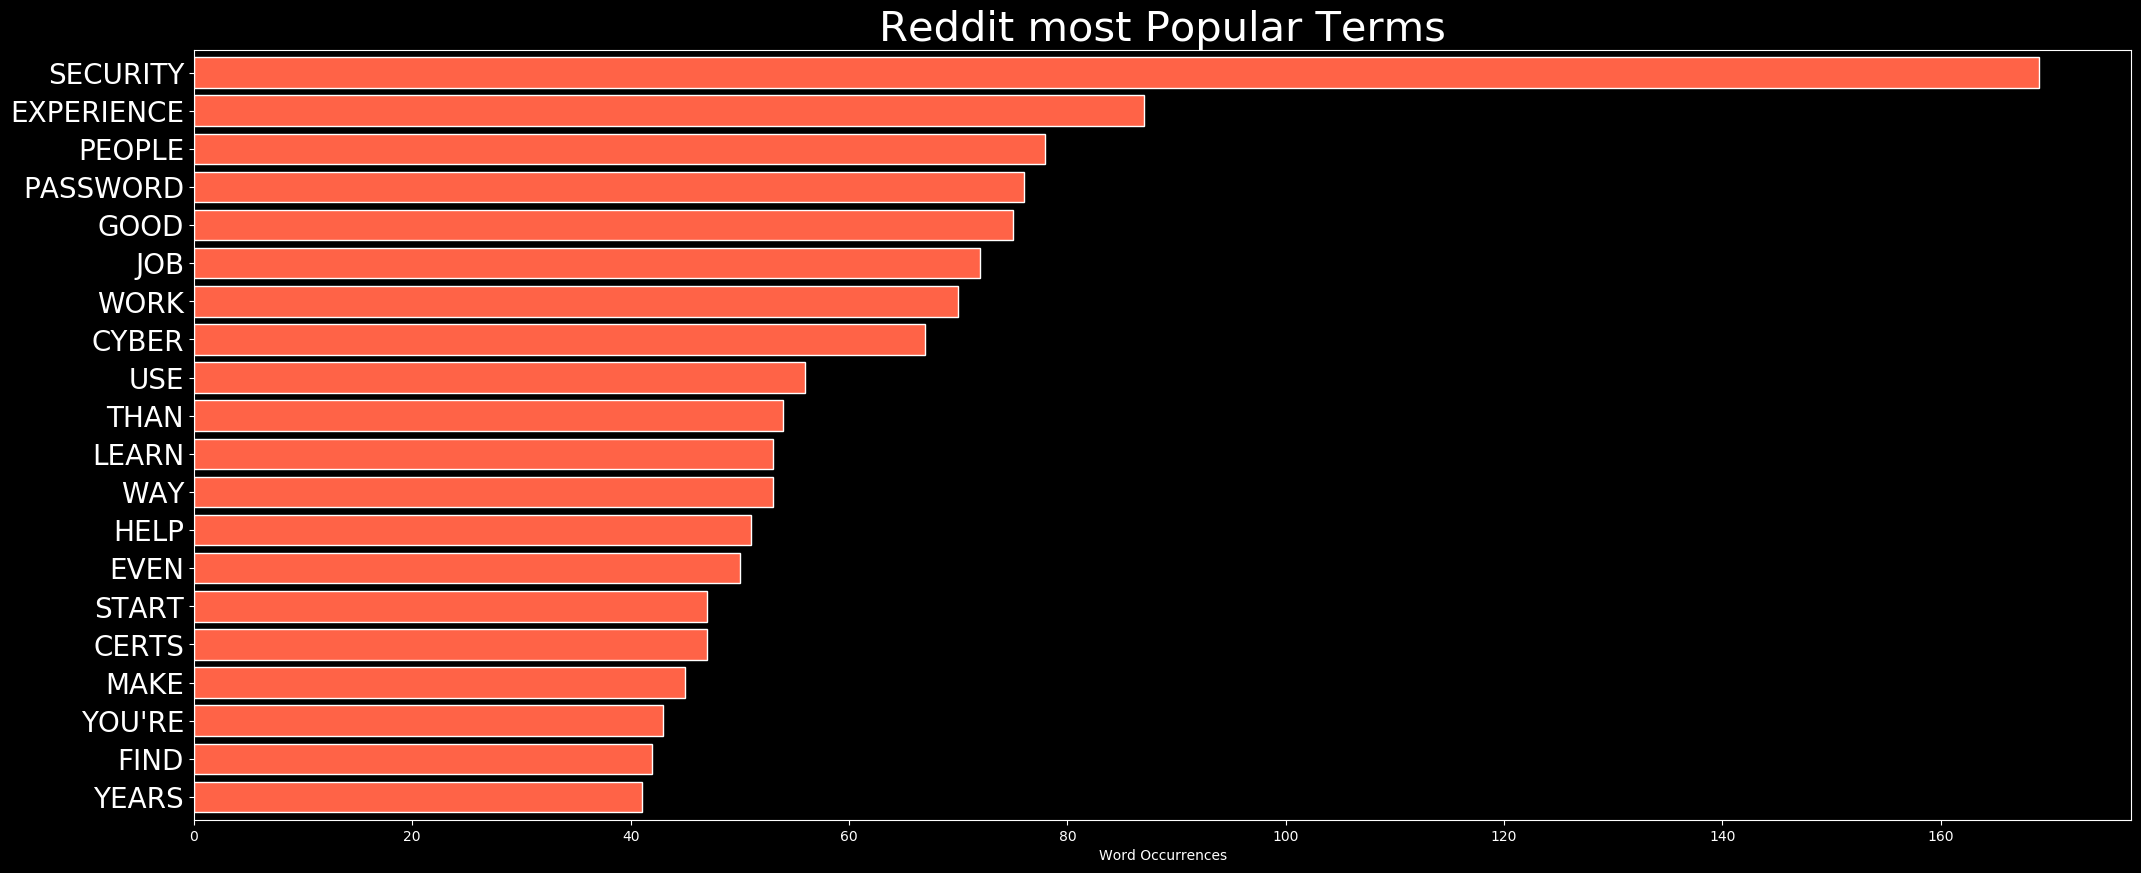 Reddit most Popular Terms
SECURITY
EXPERIENCE
PEOPLE
PASSWORD
GOOD
JOB
WORK
CYBER
USE
THAN
LEARN
WAY
HELP
EVEN
START
CERTS
MAKE
YOU'RE
FIND
YEARS
0 20 40 60 80 100 120 140 160
Word Occurrences